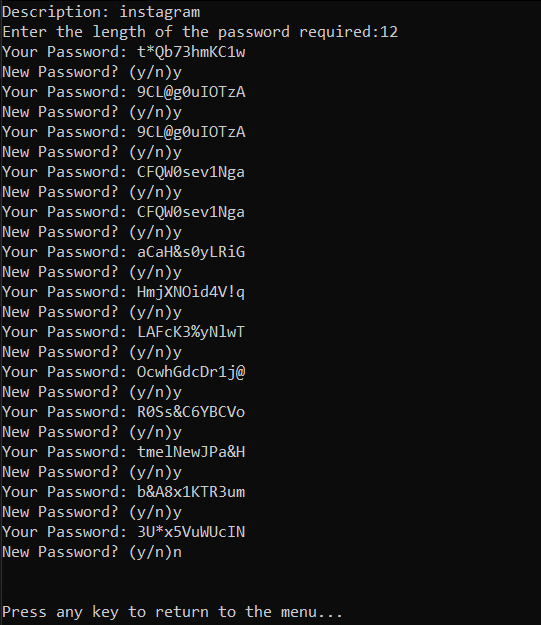 Description: instagram
Enter the length of the password required:12
Your Password: t*Qb73hmKC1w
New Password? (y/n)y
Your Password: 9CL@g0uIOTzA
New Password? (y/n)y
Your Password: 9CL@g0uIOTzA
New Password? (y/n)y
Your Password: CFQW0sev1Nga
New Password? (y/n)y
Your Password: CFQW0sev1Nga
New Password? (y/n)y
Your Password: aCaH&s0yLRiG
New Password? (y/n)y
Your Password: HmjXNOid4V!q
New Password? (y/n)y
Your Password: LAFcK3%yNlwT
New Password? (y/n)y
Your Password: OcwhGdcDr1j@
New Password? (y/n)y
Your Password: R0Ss&C6YBCVo
New Password? (y/n)y
Your Password: tmelNewJPa&H
New Password? (y/n)y
Your Password: b&A8x1KTR3um
New Password? (y/n)y
Your Password: 3U*x5VuWUcIN
New Password? (y/n)n
Press any key to return to the menu...